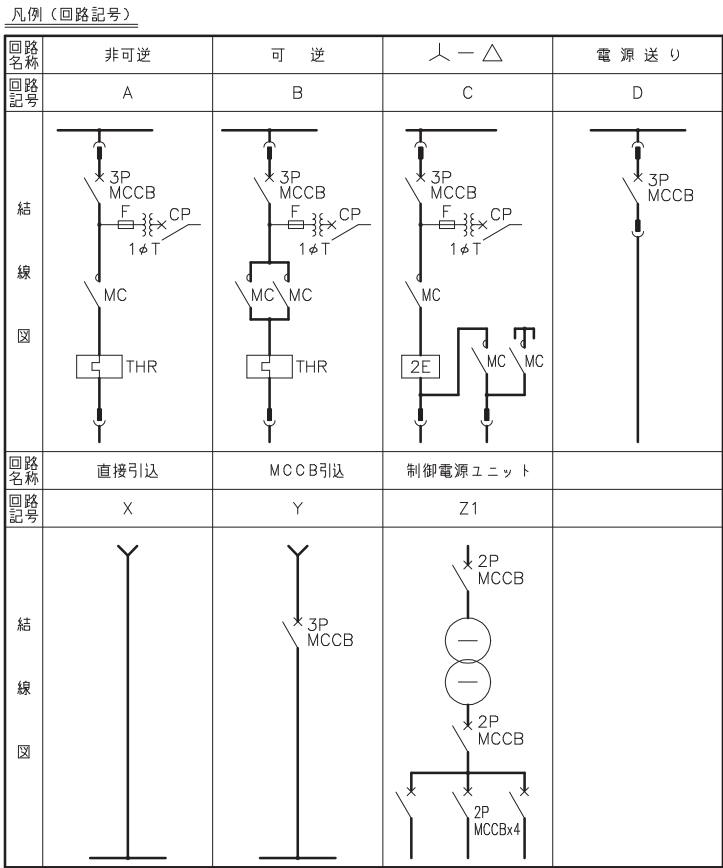 凡例（回路記号）
回路名称 非可逆 可 逆 人－△ 電源送り
回路記号 A B C D
結線図
3P
MCCB
F
CP
1φT
MC
THR
3P
MCCB
F
CP
1φT
MC MC
THR
3P
MCCB
F
CP
1φT
MC
2E
MC MC
3P
MCCB
回路名称 直接引込 MCCB引込 制御電源ユニット
回路記号 X Y Z1
結線図
3P
MCCB
2P
MCCB
2P
MCCB
2P
MCCBx4